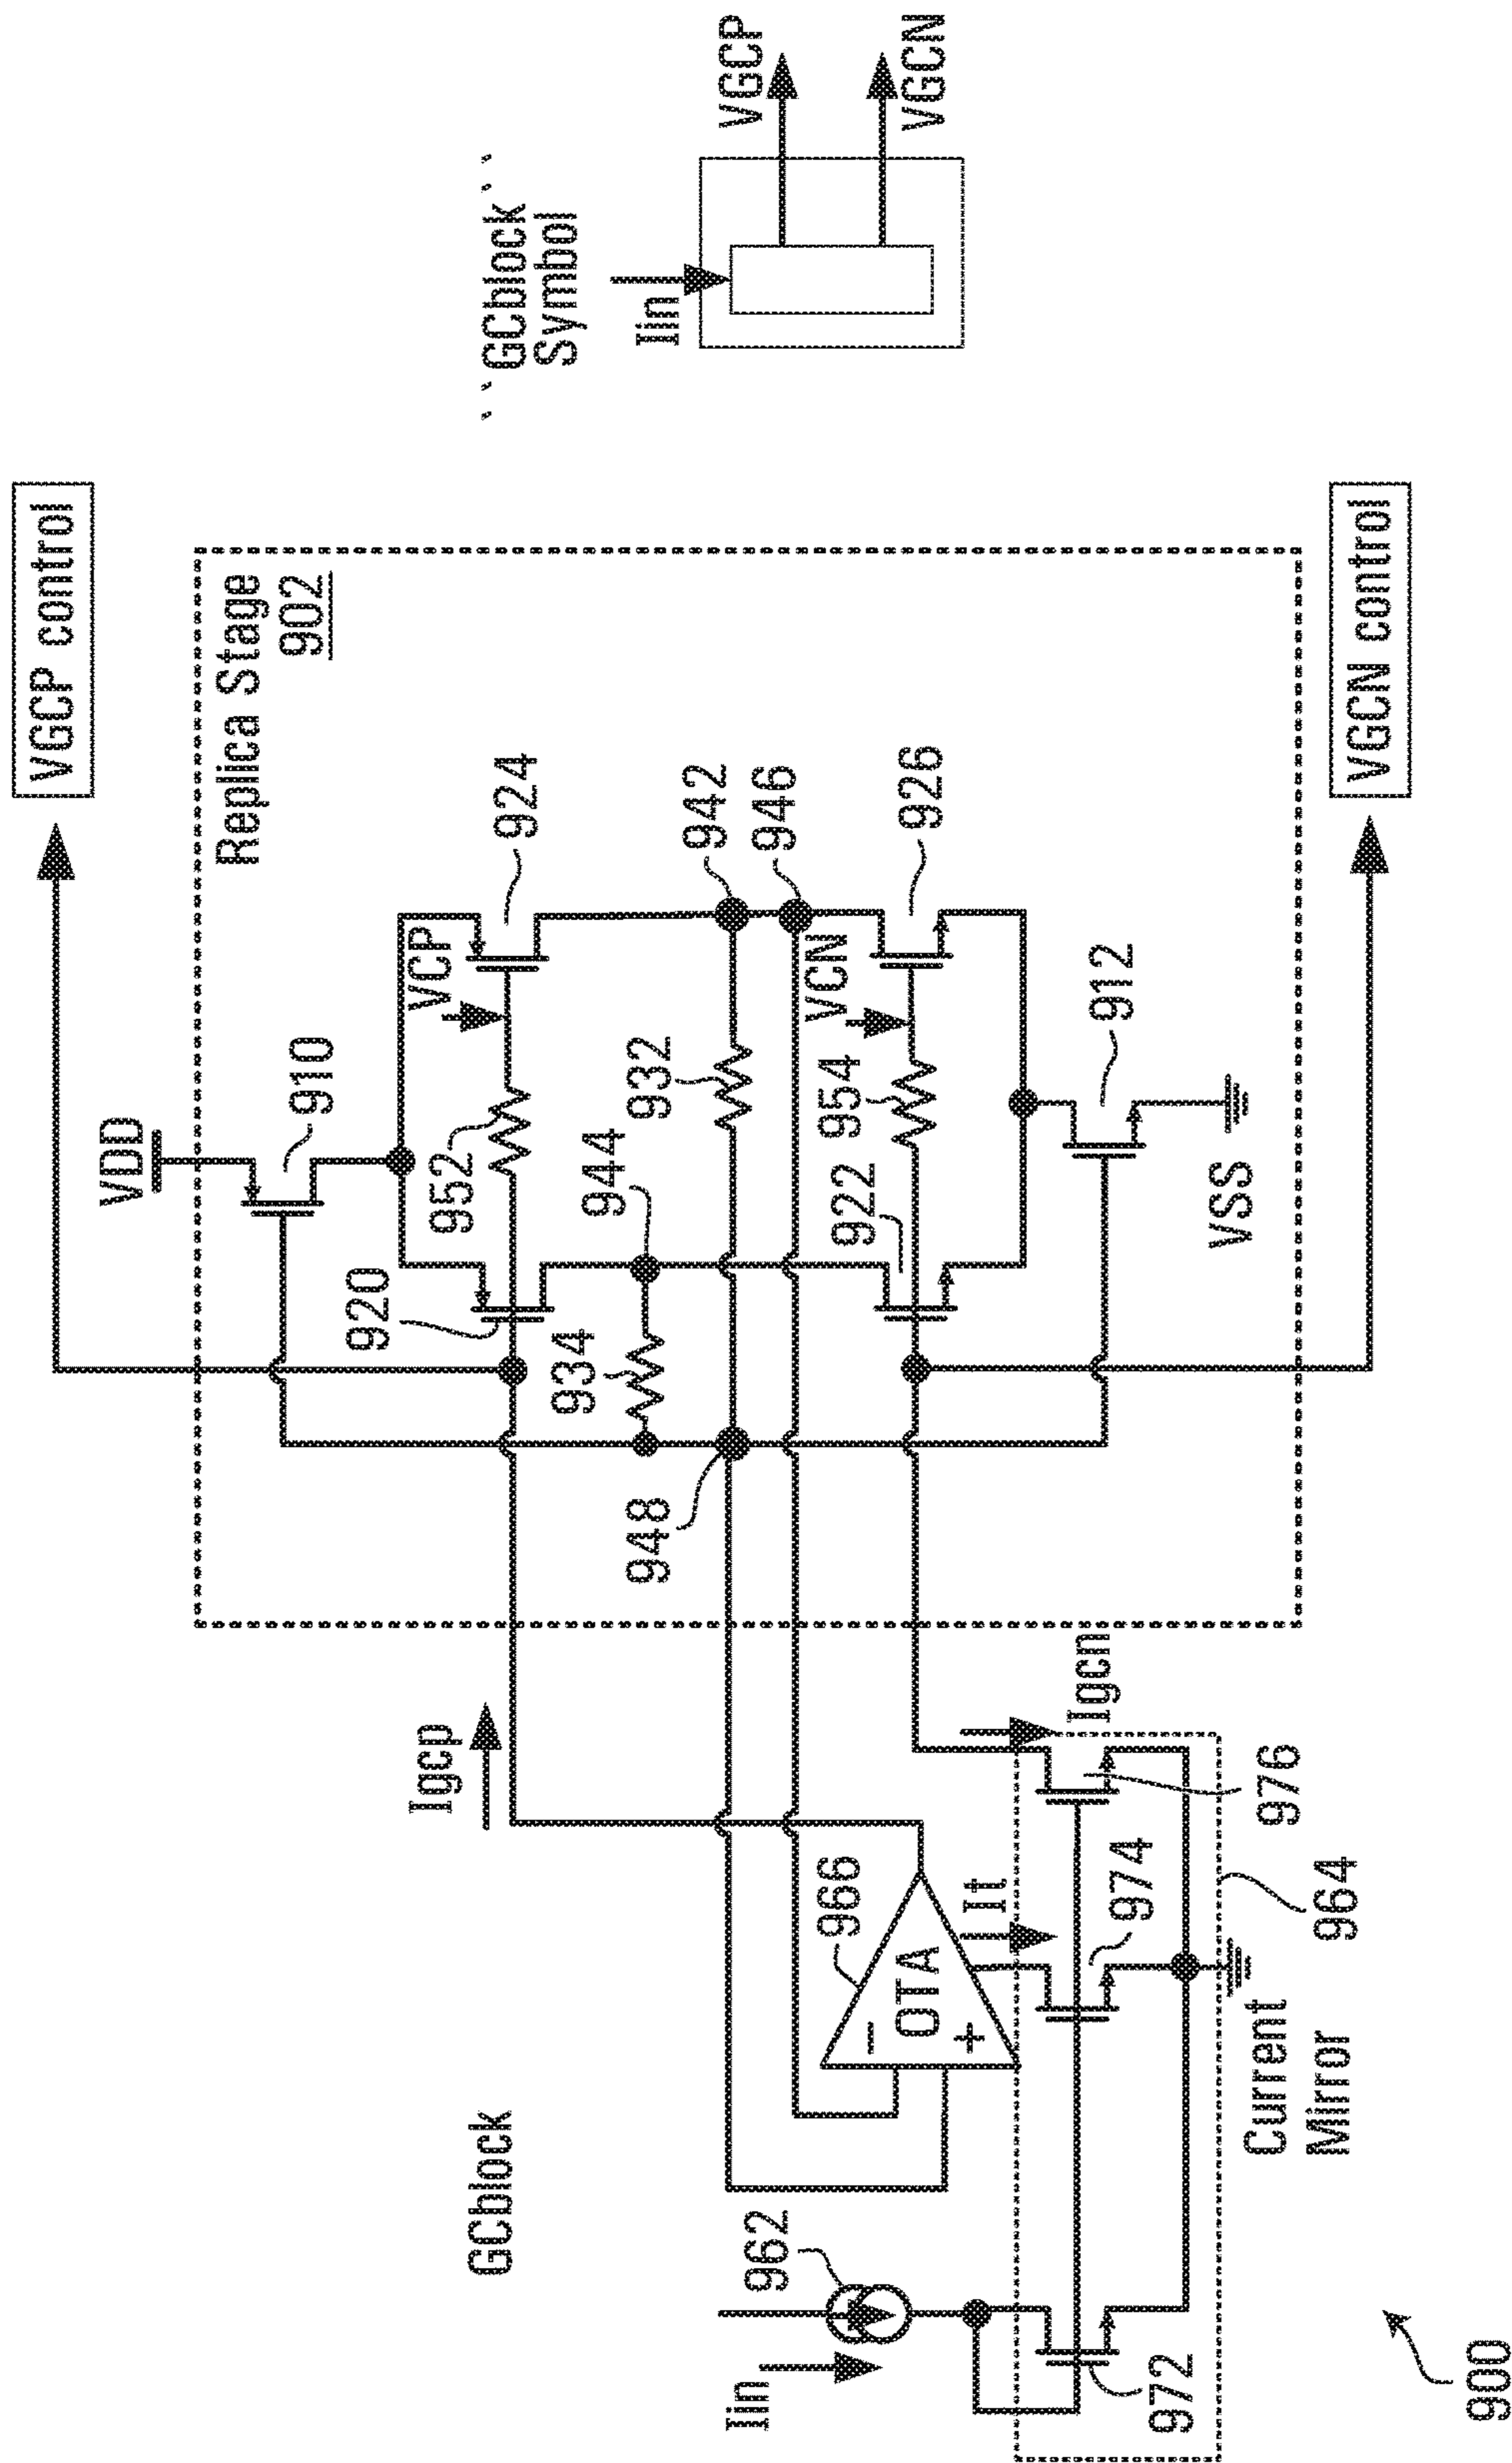 VGCP control
Replica Stage
902
VDD
910
924
VCP
952
920
944
934
932
942
946
948
VCN
954
922
926
912
VSS
VGCN control
GCblock
Igcp
Iin
962
966
OTA
−
+
It
Igcn
972
974
976
964
Current
Mirror
900
``GCblock``
Symbol
Iin
VGCP
VGCN